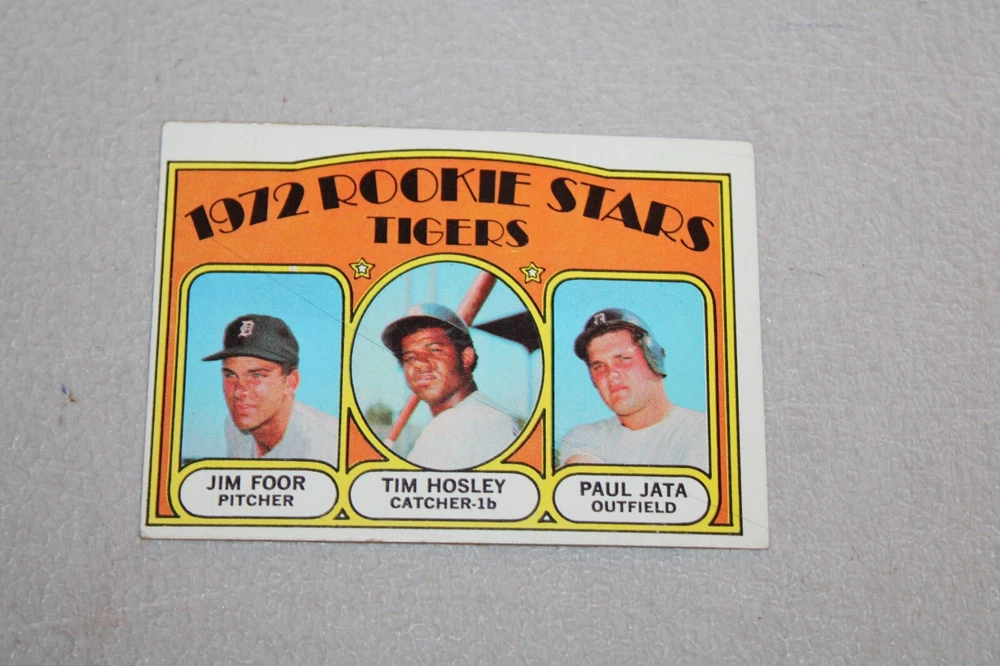 1972 ROOKIE STARS
TIGERS
D
R
JIM FOOR
PITCHER
TIM HOSLEY
CATCHER-1b
PAUL JATA
OUTFIELD